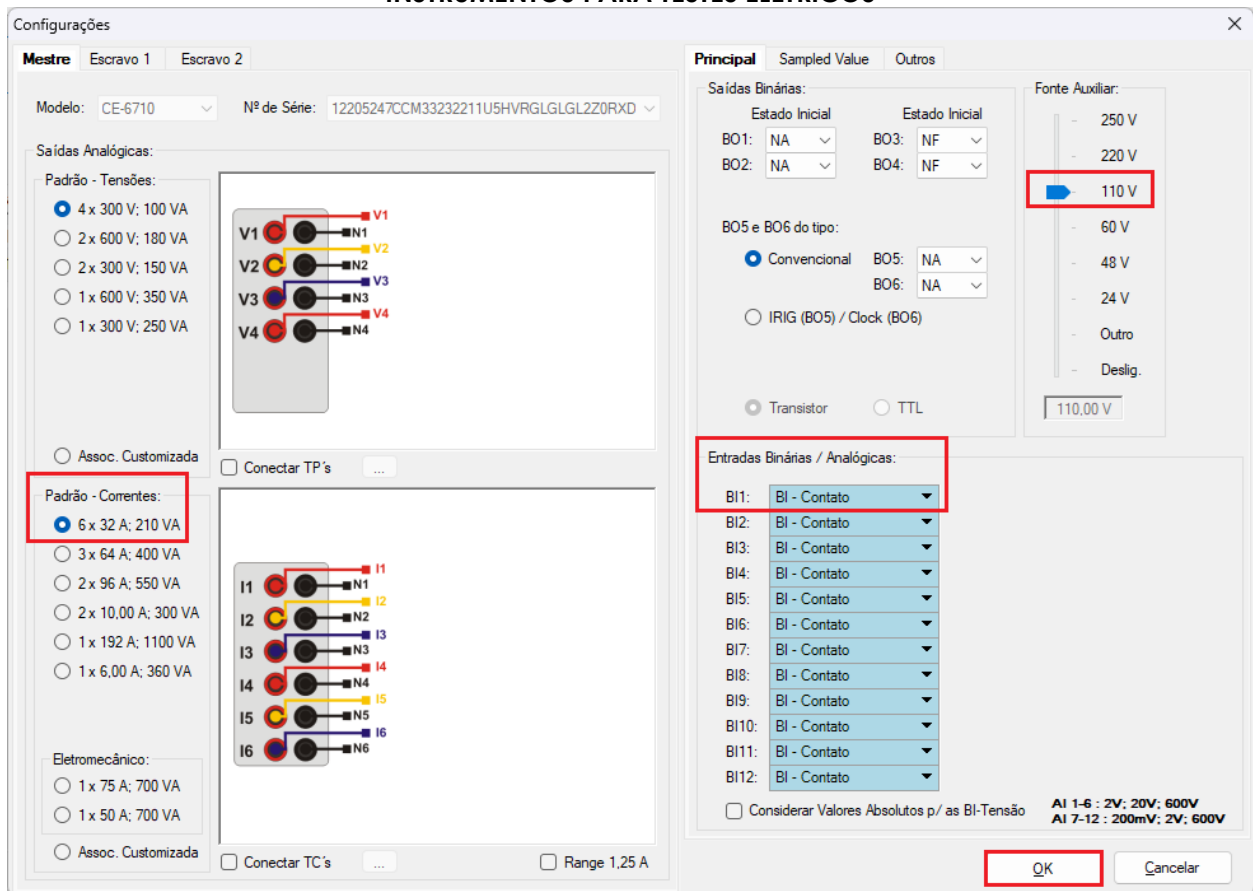 INSTRUMENTOS PARA TESTES ELÉTRICOS
Configurações
Mestre Escravo 1 Escravo 2
Modelo: CE-6710 Nº de Série: 12205247CCM33232211U5HVRGLGLGL2Z0RXD
Saídas Analógicas:
Padrão - Tensões:
4 x 300 V; 100 VA
2 x 600 V; 180 VA
2 x 300 V; 150 VA
1 x 600 V; 350 VA
1 x 300 V; 250 VA
Assoc. Customizada
V1 V1
N1
V2 V2
N2
V3 V3
N3
V4 V4
N4
Conectar TP´s ...
Padrão - Correntes:
6 x 32 A; 210 VA
3 x 64 A; 400 VA
2 x 96 A; 550 VA
2 x 10,00 A; 300 VA
1 x 192 A; 1100 VA
1 x 6,00 A; 360 VA
Eletromecânico:
1 x 75 A; 700 VA
1 x 50 A; 700 VA
Assoc. Customizada
I1 I1
N1
I2 I2
N2
I3 I3
N3
I4 I4
N4
I5 I5
N5
I6 I6
N6
Conectar TC´s ... Range 1,25 A
Principal Sampled Value Outros
Saídas Binárias:
Estado Inicial Estado Inicial
BO1: NA BO3: NF
BO2: NA BO4: NF
BO5 e BO6 do tipo:
Convencional BO5: NA
BO6: NA
IRIG (BO5) / Clock (BO6)
Transistor TTL
Fonte Auxiliar:
250 V
220 V
110 V
60 V
48 V
24 V
Outro
Deslig.
110,00 V
Entradas Binárias / Analógicas:
BI1: BI - Contato
BI2: BI - Contato
BI3: BI - Contato
BI4: BI - Contato
BI5: BI - Contato
BI6: BI - Contato
BI7: BI - Contato
BI8: BI - Contato
BI9: BI - Contato
BI10: BI - Contato
BI11: BI - Contato
BI12: BI - Contato
Considerar Valores Absolutos p/ as BI-Tensão
AI 1-6 : 2V; 20V; 600V
AI 7-12 : 200mV; 2V; 600V
OK Cancelar